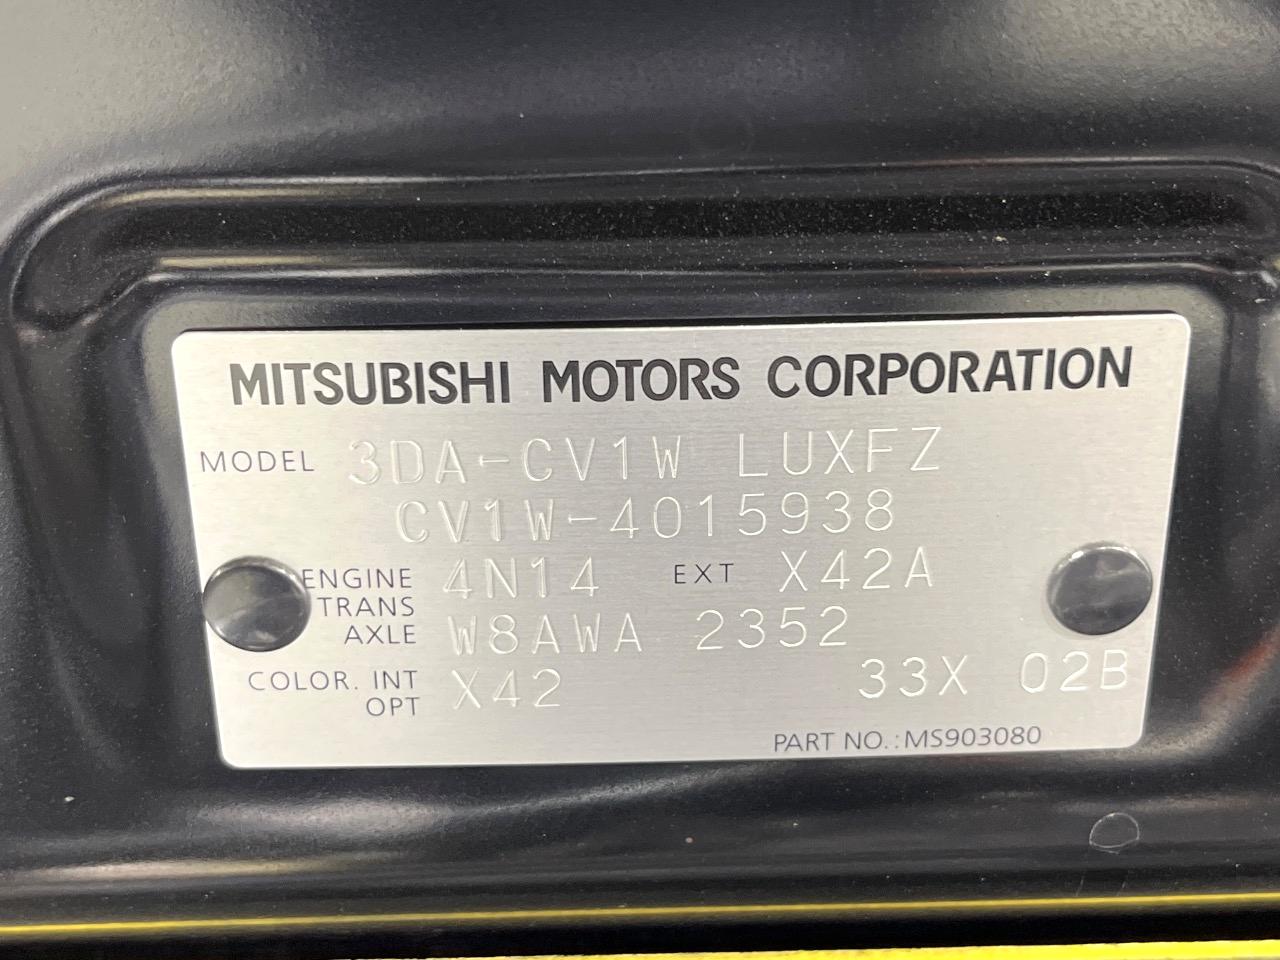 MITSUBISHI MOTORS CORPORATION
MODEL 3DA-CV1W LUXFZ
CV1W-4015938
ENGINE 4N14 EXT X42A
TRANS
AXLE W8AWA 2352
COLOR. INT X42 33X 02B
OPT
PART NO.:MS903080